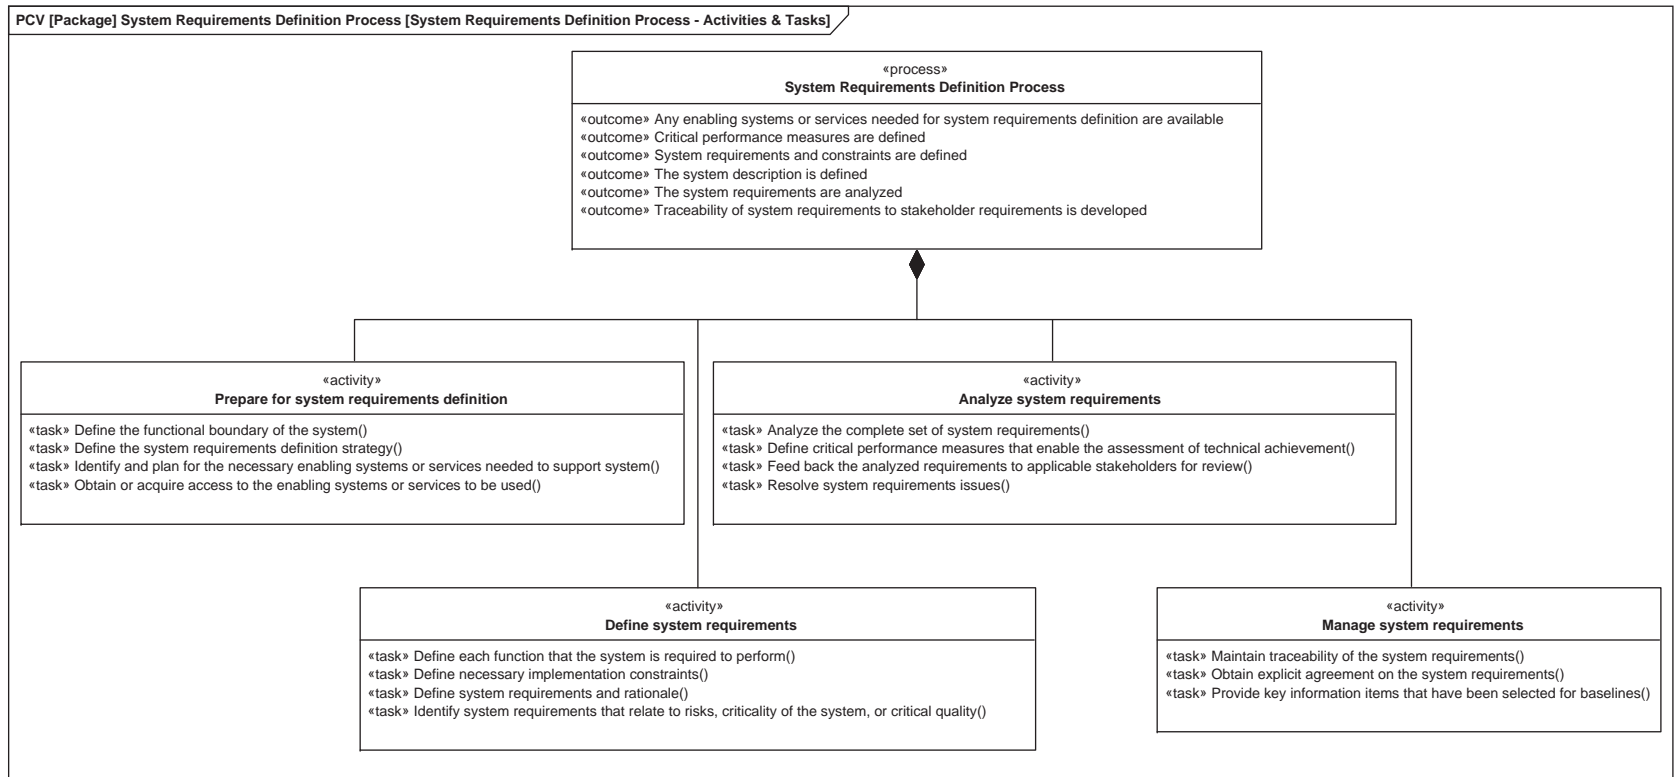 PCV [Package] System Requirements Definition Process [System Requirements Definition Process - Activities & Tasks]
«process»
System Requirements Definition Process
«outcome» Any enabling systems or services needed for system requirements definition are available
«outcome» Critical performance measures are defined
«outcome» System requirements and constraints are defined
«outcome» The system description is defined
«outcome» The system requirements are analyzed
«outcome» Traceability of system requirements to stakeholder requirements is developed
«activity»
Prepare for system requirements definition
«task» Define the functional boundary of the system()
«task» Define the system requirements definition strategy()
«task» Identify and plan for the necessary enabling systems or services needed to support system()
«task» Obtain or acquire access to the enabling systems or services to be used()
«activity»
Analyze system requirements
«task» Analyze the complete set of system requirements()
«task» Define critical performance measures that enable the assessment of technical achievement()
«task» Feed back the analyzed requirements to applicable stakeholders for review()
«task» Resolve system requirements issues()
«activity»
Define system requirements
«task» Define each function that the system is required to perform()
«task» Define necessary implementation constraints()
«task» Define system requirements and rationale()
«task» Identify system requirements that relate to risks, criticality of the system, or critical quality()
«activity»
Manage system requirements
«task» Maintain traceability of the system requirements()
«task» Obtain explicit agreement on the system requirements()
«task» Provide key information items that have been selected for baselines()